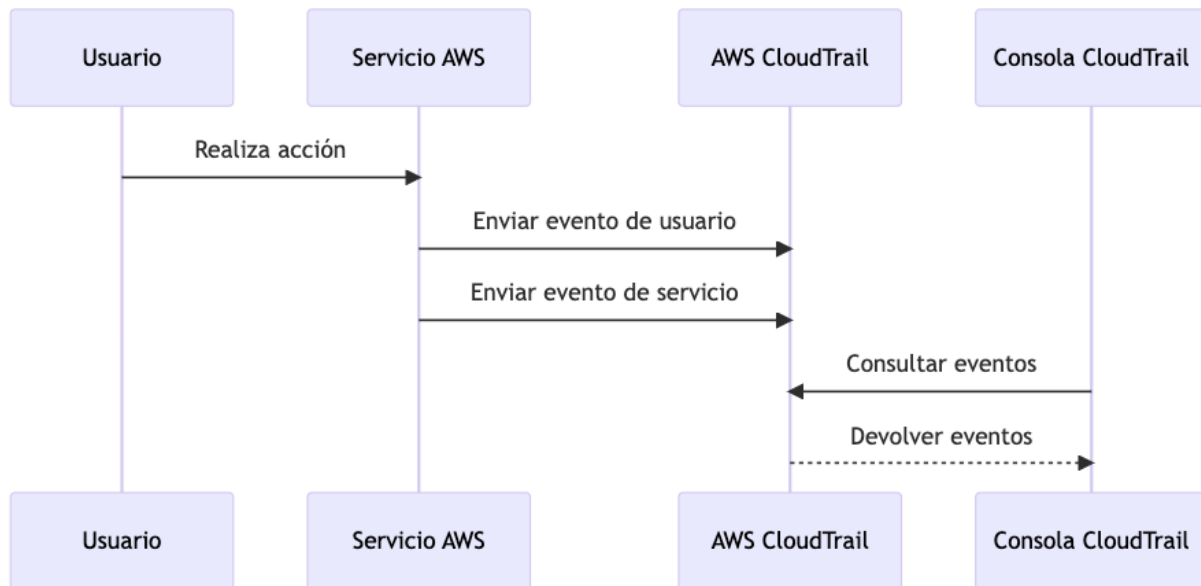 Usuario
Servicio AWS
AWS CloudTrail
Consola CloudTrail
Realiza acción
Enviar evento de usuario
Enviar evento de servicio
Consultar eventos
Devolver eventos
Usuario
Servicio AWS
AWS CloudTrail
Consola CloudTrail